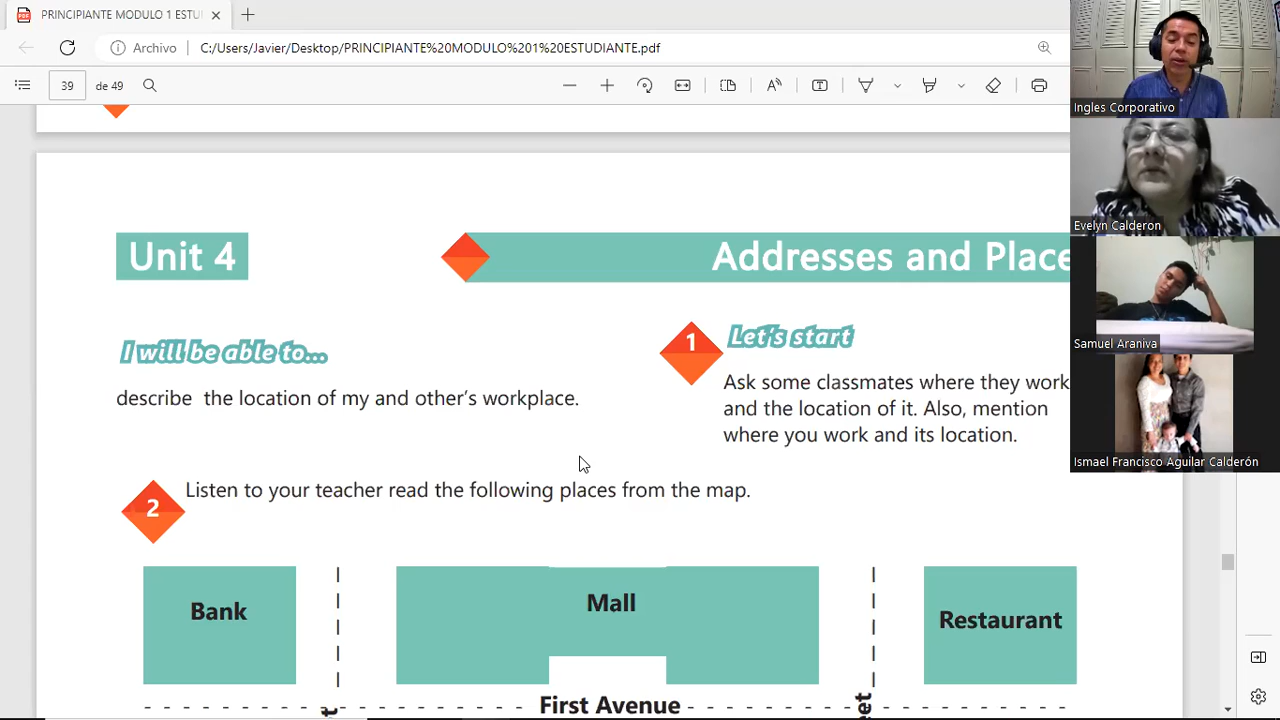 PRINCIPIANTE MODULO 1 ESTU
Archivo
C:/Users/Javier/Desktop/PRINCIPIANTE%20MODULO%201%20ESTUDIANTE.pdf
39
de 49
Ingles Corporativo
Evelyn Calderon
Samuel Araniva
Ismael Francisco Aguilar Calderón
Unit 4
Addresses and Place
I will be able to...
describe the location of my and other's workplace.
1
Let's start
Ask some classmates where they work
and the location of it. Also, mention
where you work and its location.
2
Listen to your teacher read the following places from the map.
Bank
Mall
Restaurant
First Avenue